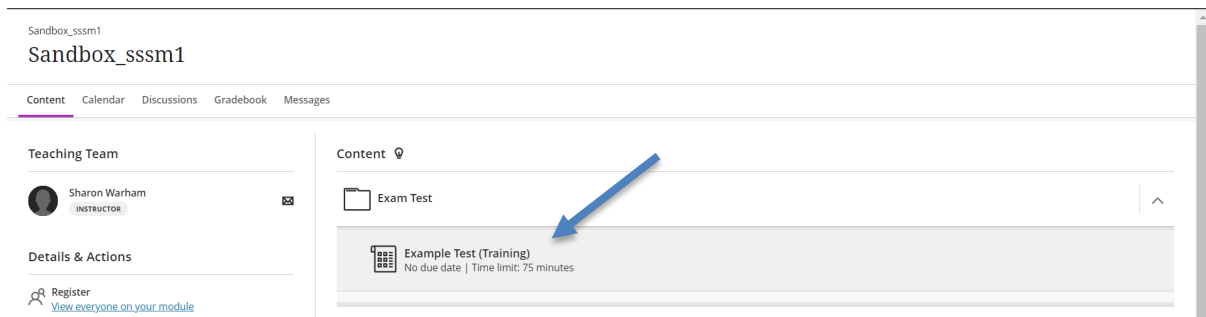 Sandbox_sssm1
Sandbox_sssm1
Content Calendar Discussions Gradebook Messages
Teaching Team
Sharon Warham
INSTRUCTOR
Details & Actions
Register
View everyone on your module
Content
Exam Test
Example Test (Training)
No due date | Time limit: 75 minutes